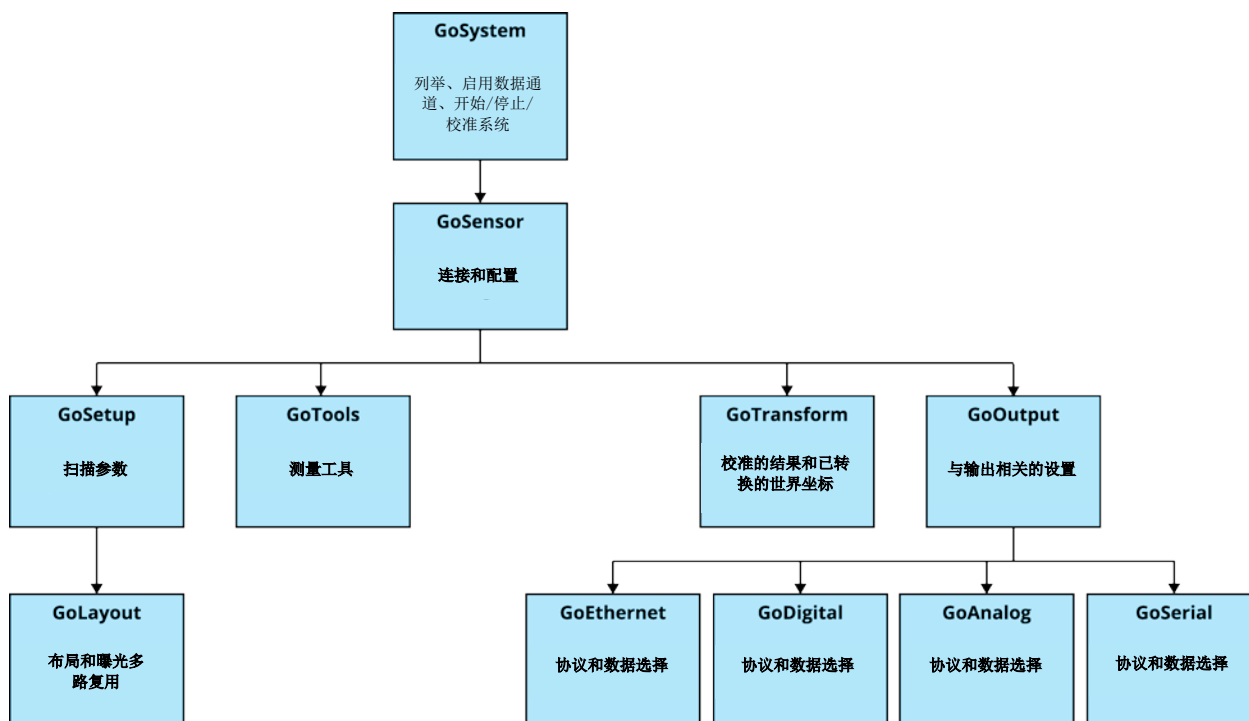 GoSystem
列举、启用数据通
道、开始/停止/
校准系统
GoSensor
连接和配置
GoSetup
扫描参数
GoTools
测量工具
GoTransform
校准的结果和已转
换的世界坐标
GoOutput
与输出相关的设置
GoLayout
布局和曝光多
路复用
GoEthernet
协议和数据选择
GoDigital
协议和数据选择
GoAnalog
协议和数据选择
GoSerial
协议和数据选择